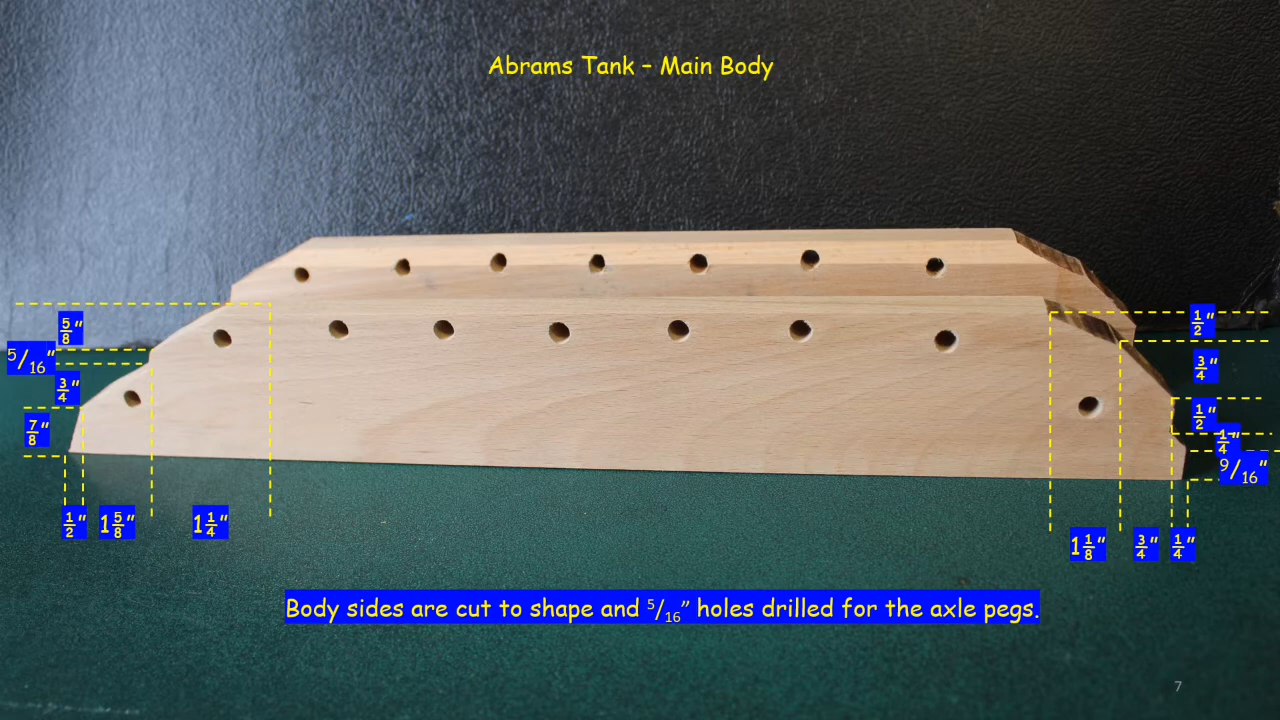 Abrams Tank – Main Body
5/8"
5/16"
3/4"
7/8"
1/2"
3/4"
1/2"
1/4"
9/16"
1/2" 1 5/8" 1 1/4"
1 1/8" 3/4" 1/4"
Body sides are cut to shape and 5/16" holes drilled for the axle pegs.
7